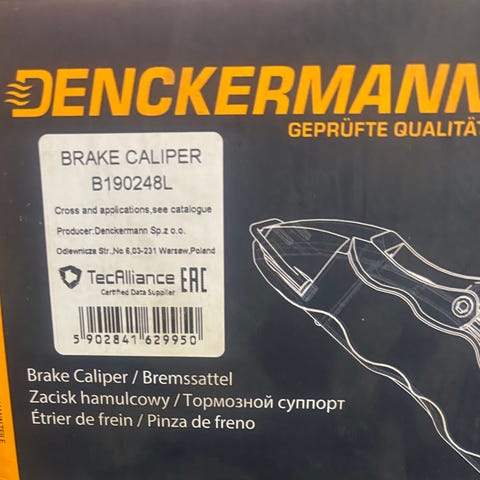 DENCKERMANN
GEPRÜFTE QUALITÄT
BRAKE CALIPER
B190248L
Cross and applications,see catalogue
Producer:Denckermann Sp.z o.o.
Odlewnicza Str.,No 6,03-231 Warsew,Poland
TecAlliance EAC
Certified Data Supplier
5 902841 629950
Brake Caliper / Bremssattel
Zacisk hamulcowy / Тормозной суппорт
Étrier de frein / Pinza de freno